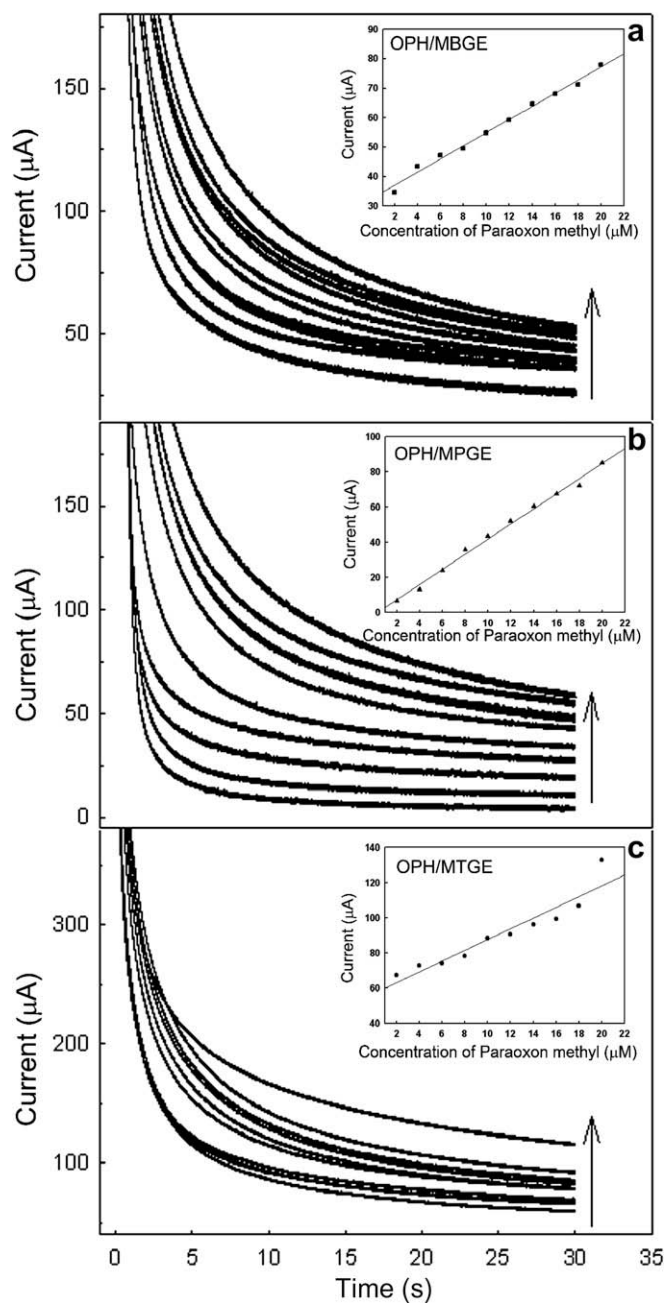 a
OPH/MBGE
90
80
70
60
50
40
30
Current (μA)
2 4 6 8 10 12 14 16 18 20 22
Concentration of Paraoxon methyl (μM)
150
100
50
Current (μA)
b
OPH/MPGE
100
80
60
40
20
0
Current (μA)
2 4 6 8 10 12 14 16 18 20 22
Concentration of Paraoxon methyl (μM)
150
100
50
0
Current (μA)
c
OPH/MTGE
140
120
100
80
60
40
Current (μA)
2 4 6 8 10 12 14 16 18 20 22
Concentration of Paraoxon methyl (μM)
300
200
100
Current (μA)
0 5 10 15 20 25 30 35
Time (s)